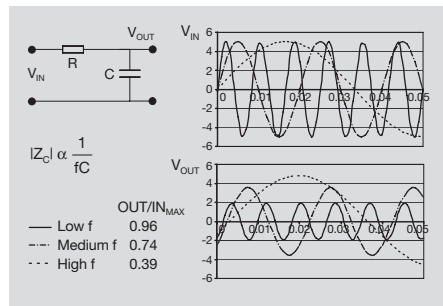 V_OUT
R
V_IN
C
|Z_C| α 1/fC
OUT/IN_MAX
Low f 0.96
Medium f 0.74
High f 0.39
V_IN
6
4
2
0
-2
-4
-6
0 0.01 0.02 0.03 0.04 0.05
V_OUT
6
4
2
0
-2
-4
-6
0 0.01 0.02 0.03 0.04 0.05